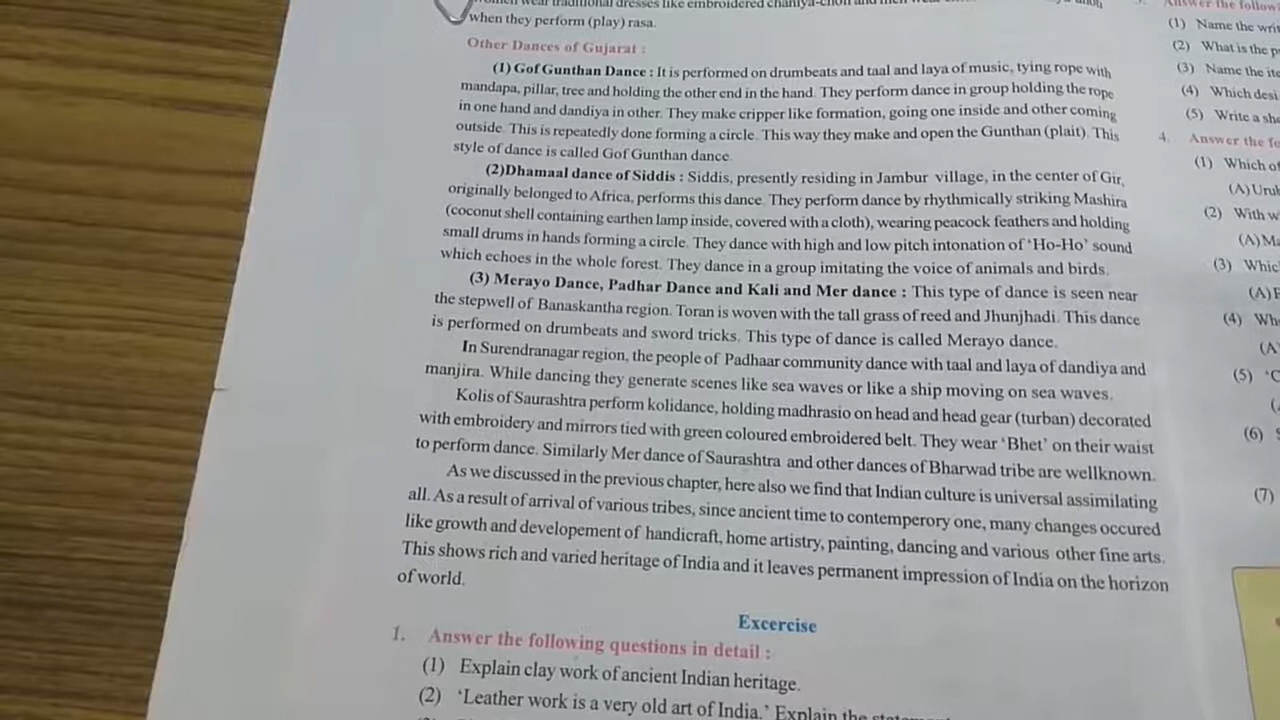 women wear traditional dresses like embroidered chaniya-choli and men wear
when they perform (play) rasa.
Other Dances of Gujarat :
(1) Gof Gunthan Dance : It is performed on drumbeats and taal and laya of music, tying rope with
mandapa, pillar, tree and holding the other end in the hand. They perform dance in group holding the rope
in one hand and dandiya in other. They make cripper like formation, going one inside and other coming
outside. This is repeatedly done forming a circle. This way they make and open the Gunthan (plait). This
style of dance is called Gof Gunthan dance.
(2)Dhamaal dance of Siddis : Siddis, presently residing in Jambur village, in the center of Gir,
originally belonged to Africa, performs this dance. They perform dance by rhythmically striking Mashira
(coconut shell containing earthen lamp inside, covered with a cloth), wearing peacock feathers and holding
small drums in hands forming a circle. They dance with high and low pitch intonation of ‘Ho-Ho’ sound
which echoes in the whole forest. They dance in a group imitating the voice of animals and birds.
(3) Merayo Dance, Padhar Dance and Kali and Mer dance : This type of dance is seen near
the stepwell of Banaskantha region. Toran is woven with the tall grass of reed and Jhunjhadi. This dance
is performed on drumbeats and sword tricks. This type of dance is called Merayo dance.
In Surendranagar region, the people of Padhaar community dance with taal and laya of dandiya and
manjira. While dancing they generate scenes like sea waves or like a ship moving on sea waves.
Kolis of Saurashtra perform kolidance, holding madhrasio on head and head gear (turban) decorated
with embroidery and mirrors tied with green coloured embroidered belt. They wear ‘Bhet’ on their waist
to perform dance. Similarly Mer dance of Saurashtra and other dances of Bharwad tribe are wellknown.
As we discussed in the previous chapter, here also we find that Indian culture is universal assimilating
all. As a result of arrival of various tribes, since ancient time to contemperory one, many changes occured
like growth and developement of handicraft, home artistry, painting, dancing and various other fine arts.
This shows rich and varied heritage of India and it leaves permanent impression of India on the horizon
of world.
Excercise
1. Answer the following questions in detail :
(1) Explain clay work of ancient Indian heritage.
(2) ‘Leather work is a very old art of India.’ Explain the
Answer the
(1) Name the
(2) What is the
(3) Name the
(4) Which
(5) Write a
4. Answer the
(1) Which
(A)
(2) With
(A)
(3)
(A)
(4)
(A
(5)
(6)
(7)